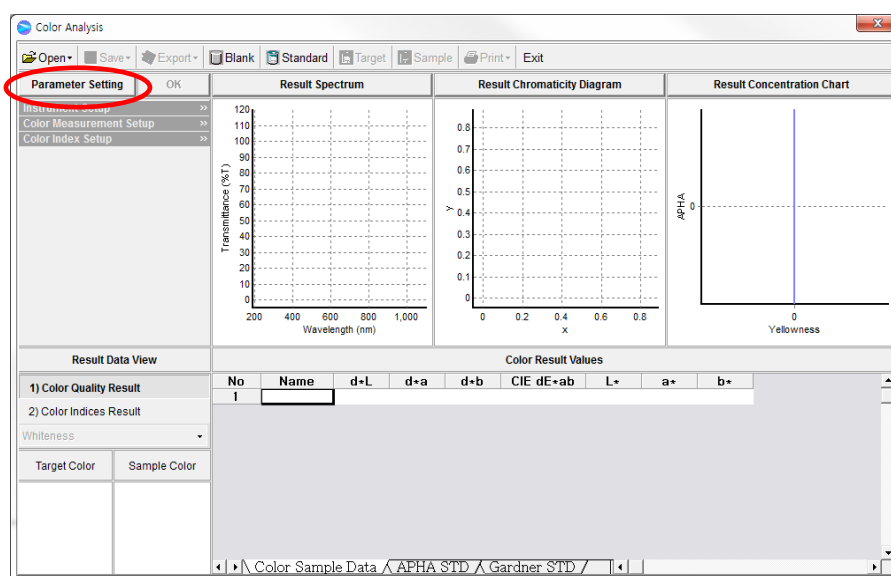 Color Analysis
Open Save Export Blank Standard Target Sample Print Exit
Parameter Setting OK Result Spectrum Result Chromaticity Diagram Result Concentration Chart
Instrument Setup >>
Color Measurement Setup >>
Color Index Setup >>
120
110
100
90
80
70
60
50
40
30
20
10
0
Transmittance (%T)
200 400 600 800 1,000
Wavelength (nm)
0.8
0.7
0.6
0.5
0.4
0.3
0.2
0.1
0
y
0 0.2 0.4 0.6 0.8
x
APHA
0
0
Yellowness
Result Data View Color Result Values
1) Color Quality Result
2) Color Indices Result
Whiteness
Target Color Sample Color
No Name d*L d*a d*b CIE dE*ab L* a* b*
1
Color Sample Data APHA STD Gardner STD